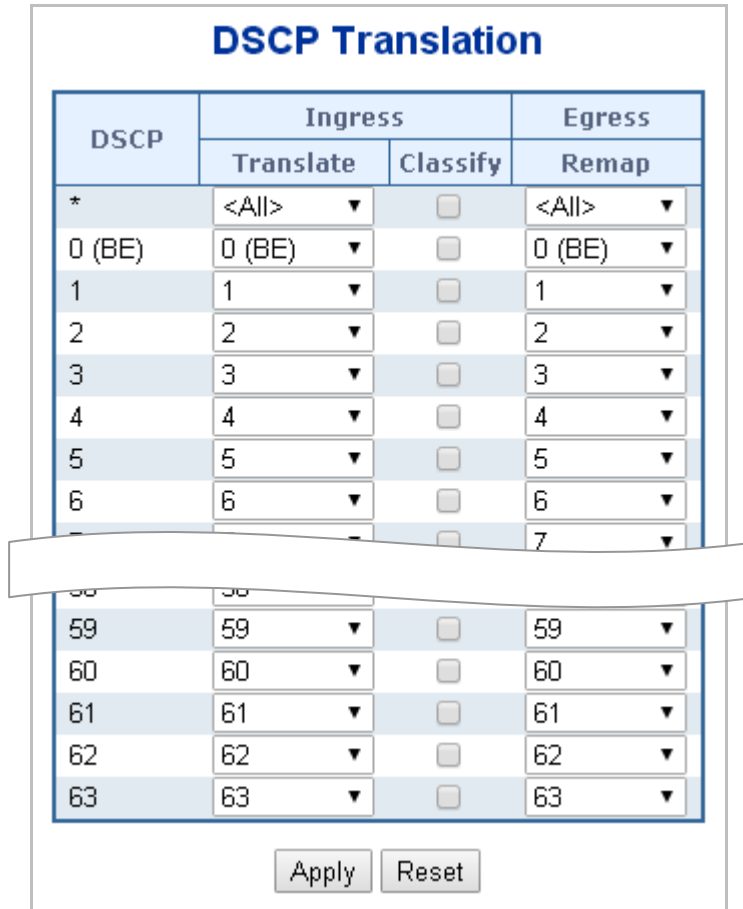 DSCP Translation
DSCP Ingress Egress
Translate Classify Remap
* <All> <All>
0 (BE) 0 (BE) 0 (BE)
1 1 1
2 2 2
3 3 3
4 4 4
5 5 5
6 6 6
7
59 59 59
60 60 60
61 61 61
62 62 62
63 63 63
Apply Reset